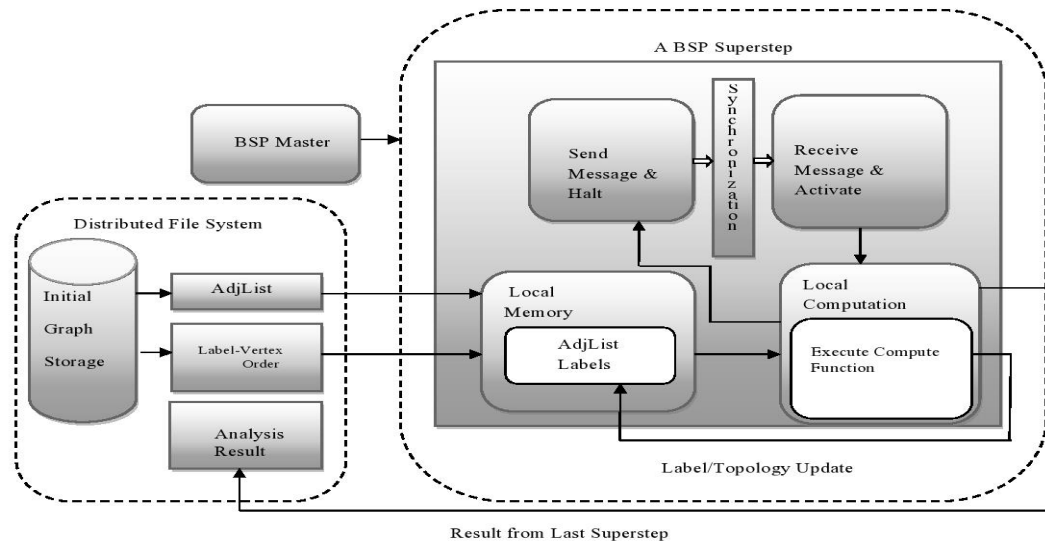 A BSP Superstep
BSP Master
Send
Message &
Halt
Synchronization
Receive
Message &
Activate
Distributed File System
Initial
Graph
Storage
AdjList
Label-Vertex
Order
Analysis
Result
Local
Memory
AdjList
Labels
Local
Computation
Execute Compute
Function
Label/Topology Update
Result from Last Superstep